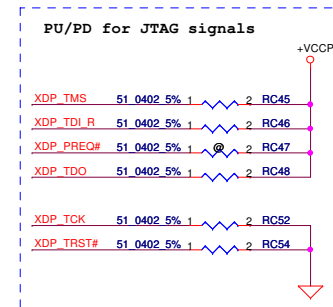 PU/PD for JTAG signals
+VCCP
XDP_TMS 51_0402_5% 1 2 RC45
XDP_TDI_R 51_0402_5% 1 2 RC46
XDP_PREQ# 51_0402_5% 1 @ 2 RC47
XDP_TDO 51_0402_5% 1 2 RC48
XDP_TCK 51_0402_5% 1 2 RC52
XDP_TRST# 51_0402_5% 1 2 RC54